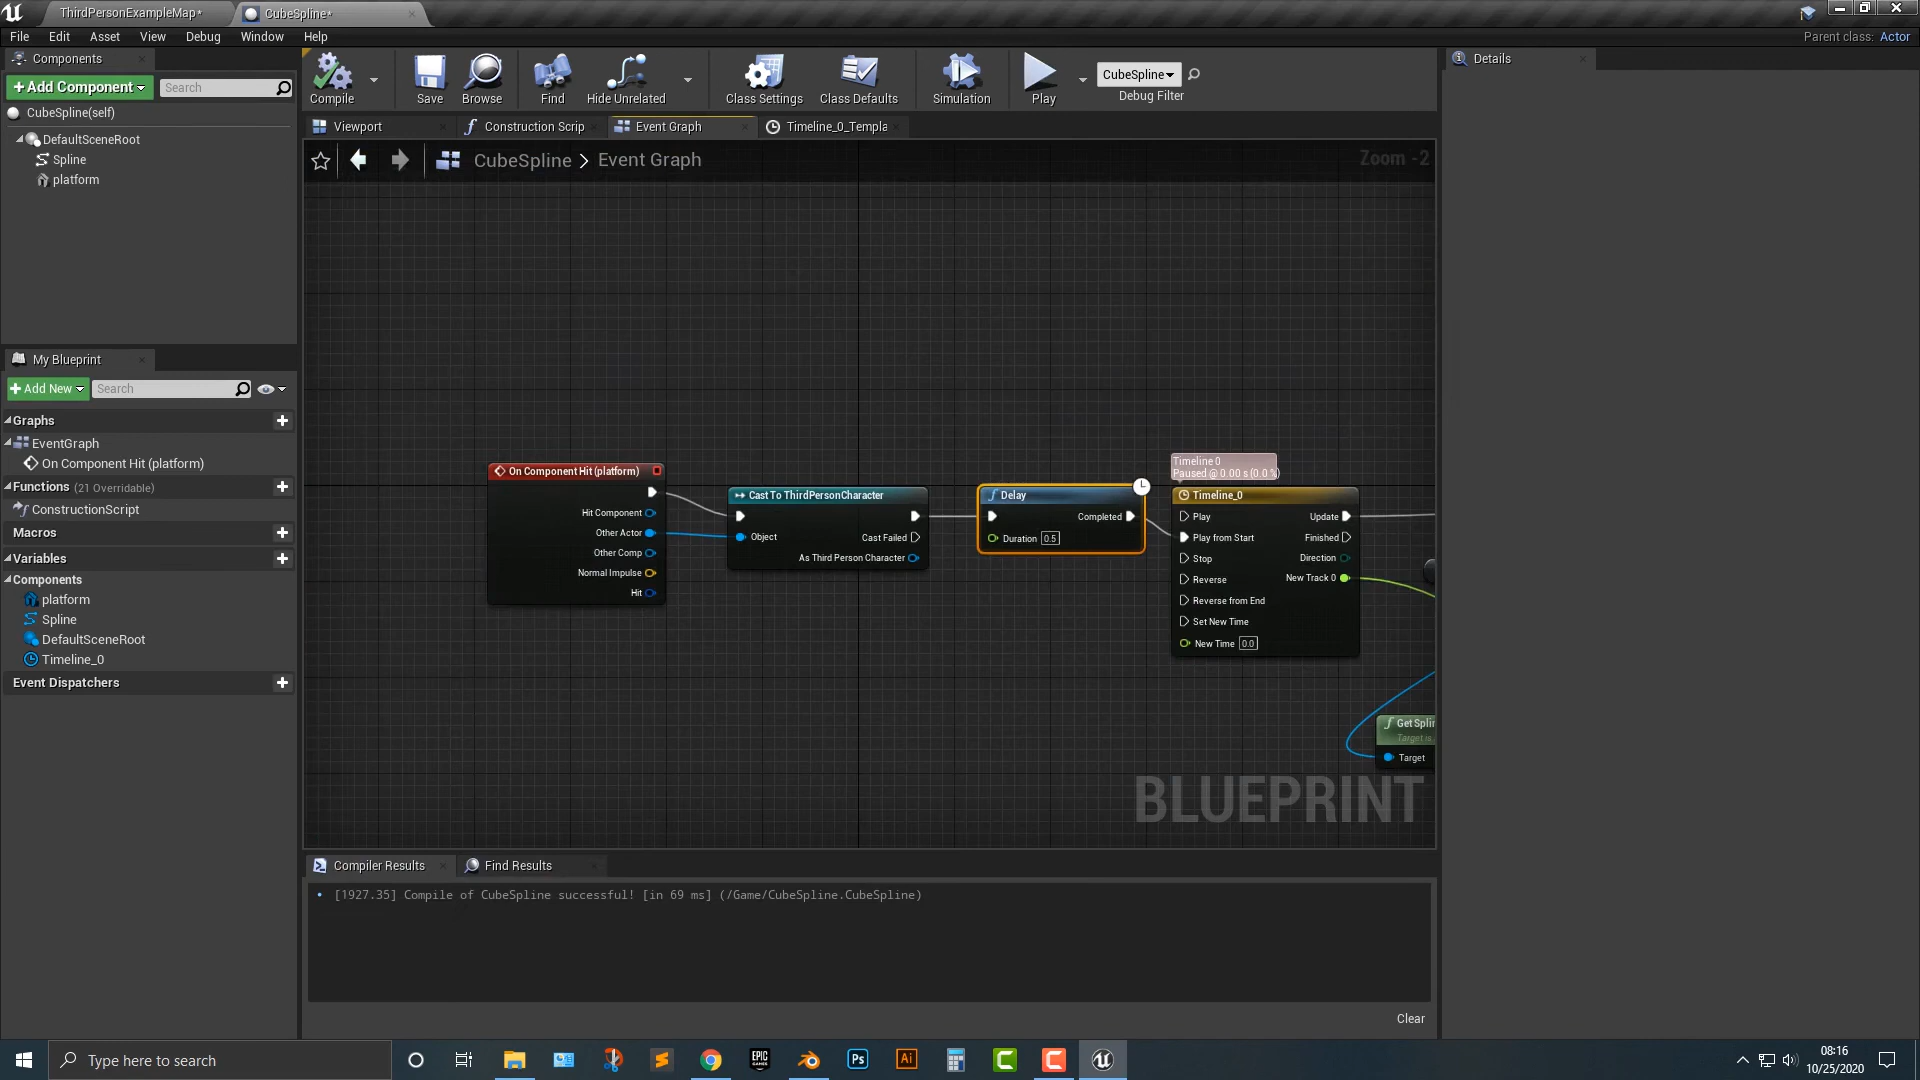 ThirdPersonExampleMap*
CubeSpline*
File Edit Asset View Debug Window Help
Parent class: Actor
Components
+Add Component
Search
CubeSpline(self)
DefaultSceneRoot
Spline
platform
Compile
Save
Browse
Find
Hide Unrelated
Class Settings
Class Defaults
Simulation
Play
CubeSpline
Debug Filter
Details
Viewport
Construction Scrip
Event Graph
Timeline_0_Templa
CubeSpline > Event Graph
Zoom -2
My Blueprint
+Add New
Search
Graphs
EventGraph
On Component Hit (platform)
Functions (21 Overridable)
ConstructionScript
Macros
Variables
Components
platform
Spline
DefaultSceneRoot
Timeline_0
Event Dispatchers
On Component Hit (platform)
Hit Component
Other Actor
Other Comp
Normal Impulse
Hit
Cast To ThirdPersonCharacter
Object
Cast Failed
As Third Person Character
Delay
Completed
Duration 0.5
Timeline 0
Paused @ 0.00 s (0.0 %)
Timeline_0
Play
Update
Play from Start
Finished
Stop
Direction
Reverse
New Track 0
Reverse from End
Set New Time
New Time 0.0
Get Splin
Target is
Target
BLUEPRINT
Compiler Results
Find Results
• [1927.35] Compile of CubeSpline successful! [in 69 ms] (/Game/CubeSpline.CubeSpline)
Clear
Type here to search
EPIC
GAMES
Ps
Ai
08:16
10/25/2020